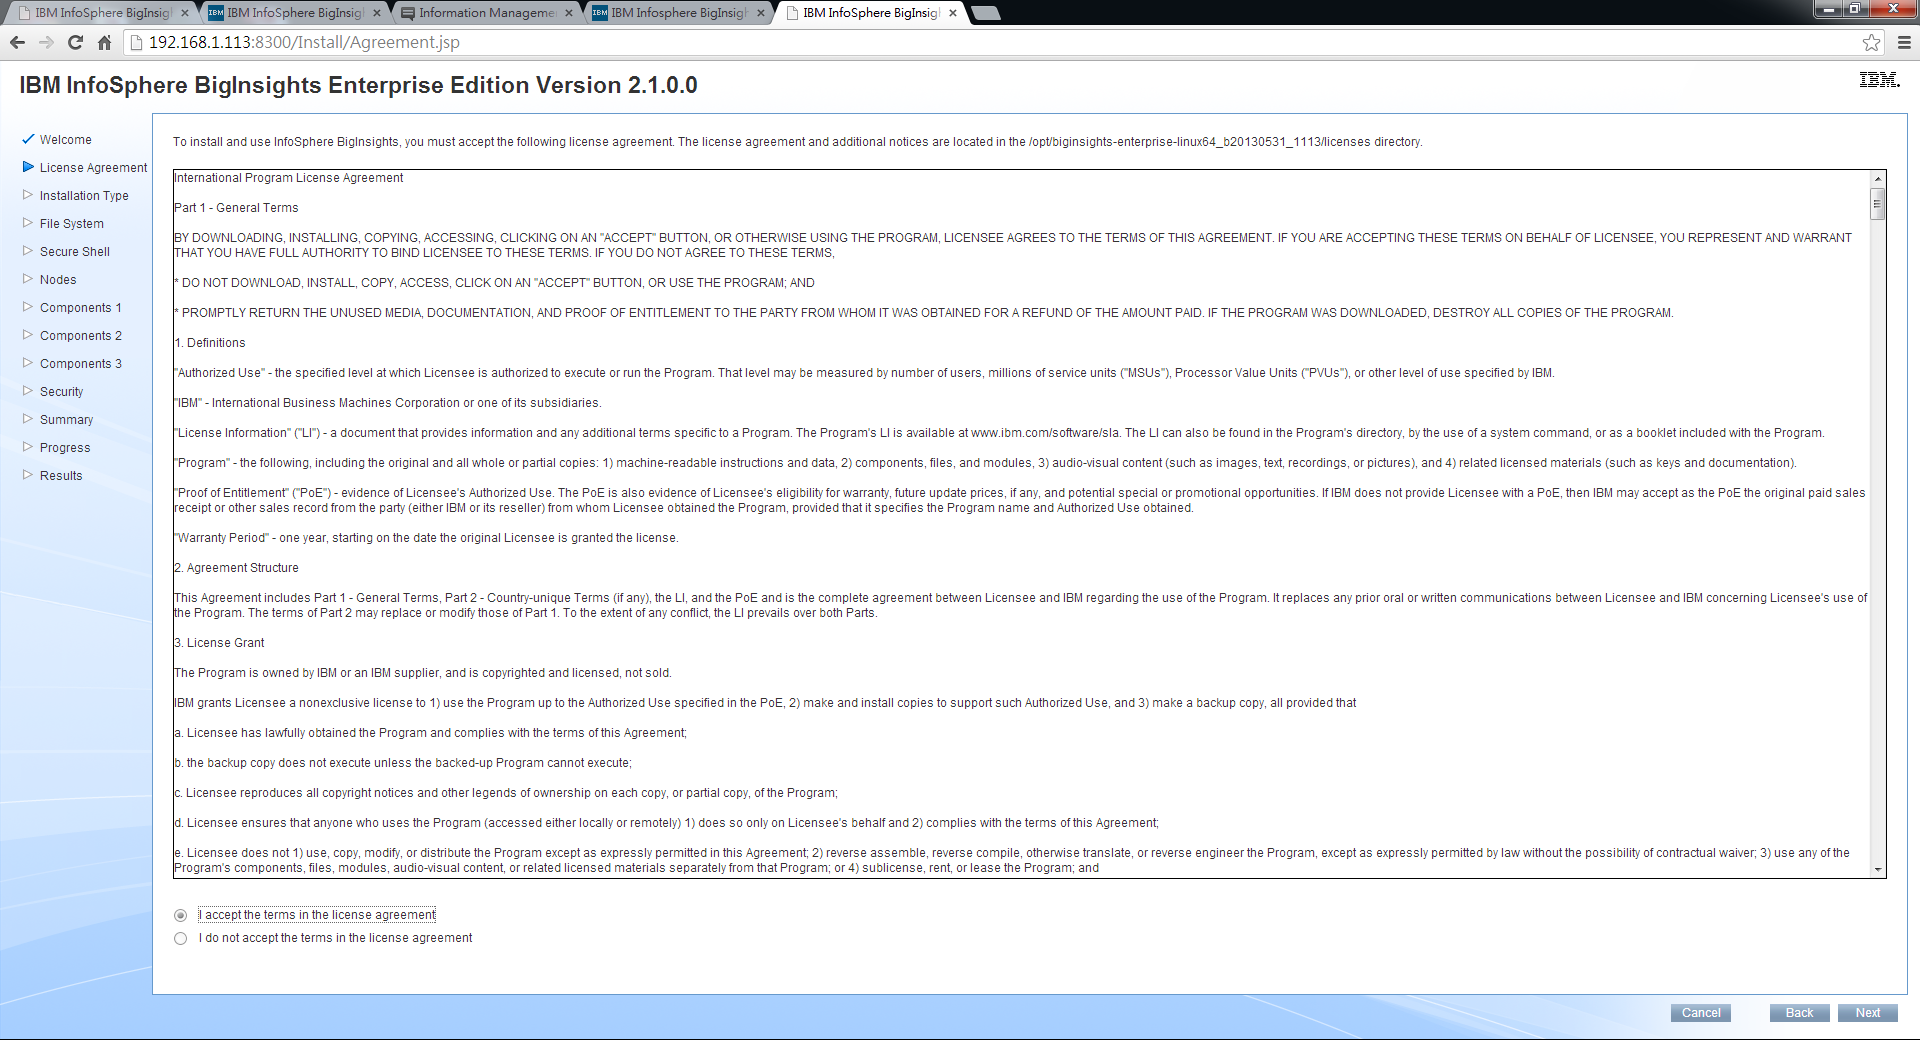 IBM InfoSphere BigInsigh
IBM InfoSphere BigInsigh
Information Manageme
IBM Infosphere BigInsigh
IBM InfoSphere BigInsigh
192.168.1.113:8300/Install/Agreement.jsp
IBM InfoSphere BigInsights Enterprise Edition Version 2.1.0.0
IBM.
Welcome
License Agreement
Installation Type
File System
Secure Shell
Nodes
Components 1
Components 2
Components 3
Security
Summary
Progress
Results
To install and use InfoSphere BigInsights, you must accept the following license agreement. The license agreement and additional notices are located in the /opt/biginsights-enterprise-linux64_b20130531_1113/licenses directory.
International Program License Agreement
Part 1 - General Terms
BY DOWNLOADING, INSTALLING, COPYING, ACCESSING, CLICKING ON AN "ACCEPT" BUTTON, OR OTHERWISE USING THE PROGRAM, LICENSEE AGREES TO THE TERMS OF THIS AGREEMENT. IF YOU ARE ACCEPTING THESE TERMS ON BEHALF OF LICENSEE, YOU REPRESENT AND WARRANT
THAT YOU HAVE FULL AUTHORITY TO BIND LICENSEE TO THESE TERMS. IF YOU DO NOT AGREE TO THESE TERMS,
* DO NOT DOWNLOAD, INSTALL, COPY, ACCESS, CLICK ON AN "ACCEPT" BUTTON, OR USE THE PROGRAM; AND
* PROMPTLY RETURN THE UNUSED MEDIA, DOCUMENTATION, AND PROOF OF ENTITLEMENT TO THE PARTY FROM WHOM IT WAS OBTAINED FOR A REFUND OF THE AMOUNT PAID. IF THE PROGRAM WAS DOWNLOADED, DESTROY ALL COPIES OF THE PROGRAM.
1. Definitions
"Authorized Use" - the specified level at which Licensee is authorized to execute or run the Program. That level may be measured by number of users, millions of service units ("MSUs"), Processor Value Units ("PVUs"), or other level of use specified by IBM.
"IBM" - International Business Machines Corporation or one of its subsidiaries.
"License Information" ("LI") - a document that provides information and any additional terms specific to a Program. The Program's LI is available at www.ibm.com/software/sla. The LI can also be found in the Program's directory, by the use of a system command, or as a booklet included with the Program.
"Program" - the following, including the original and all whole or partial copies: 1) machine-readable instructions and data, 2) components, files, and modules, 3) audio-visual content (such as images, text, recordings, or pictures), and 4) related licensed materials (such as keys and documentation).
"Proof of Entitlement" ("PoE") - evidence of Licensee's Authorized Use. The PoE is also evidence of Licensee's eligibility for warranty, future update prices, if any, and potential special or promotional opportunities. If IBM does not provide Licensee with a PoE, then IBM may accept as the PoE the original paid sales
receipt or other sales record from the party (either IBM or its reseller) from whom Licensee obtained the Program, provided that it specifies the Program name and Authorized Use obtained.
"Warranty Period" - one year, starting on the date the original Licensee is granted the license.
2. Agreement Structure
This Agreement includes Part 1 - General Terms, Part 2 - Country-unique Terms (if any), the LI, and the PoE and is the complete agreement between Licensee and IBM regarding the use of the Program. It replaces any prior oral or written communications between Licensee and IBM concerning Licensee's use of
the Program. The terms of Part 2 may replace or modify those of Part 1. To the extent of any conflict, the LI prevails over both Parts.
3. License Grant
The Program is owned by IBM or an IBM supplier, and is copyrighted and licensed, not sold.
IBM grants Licensee a nonexclusive license to 1) use the Program up to the Authorized Use specified in the PoE, 2) make and install copies to support such Authorized Use, and 3) make a backup copy, all provided that
a. Licensee has lawfully obtained the Program and complies with the terms of this Agreement;
b. the backup copy does not execute unless the backed-up Program cannot execute;
c. Licensee reproduces all copyright notices and other legends of ownership on each copy, or partial copy, of the Program;
d. Licensee ensures that anyone who uses the Program (accessed either locally or remotely) 1) does so only on Licensee's behalf and 2) complies with the terms of this Agreement;
e. Licensee does not 1) use, copy, modify, or distribute the Program except as expressly permitted in this Agreement; 2) reverse assemble, reverse compile, otherwise translate, or reverse engineer the Program, except as expressly permitted by law without the possibility of contractual waiver; 3) use any of the
Program's components, files, modules, audio-visual content, or related licensed materials separately from that Program; or 4) sublicense, rent, or lease the Program; and
I accept the terms in the license agreement
I do not accept the terms in the license agreement
Cancel
Back
Next